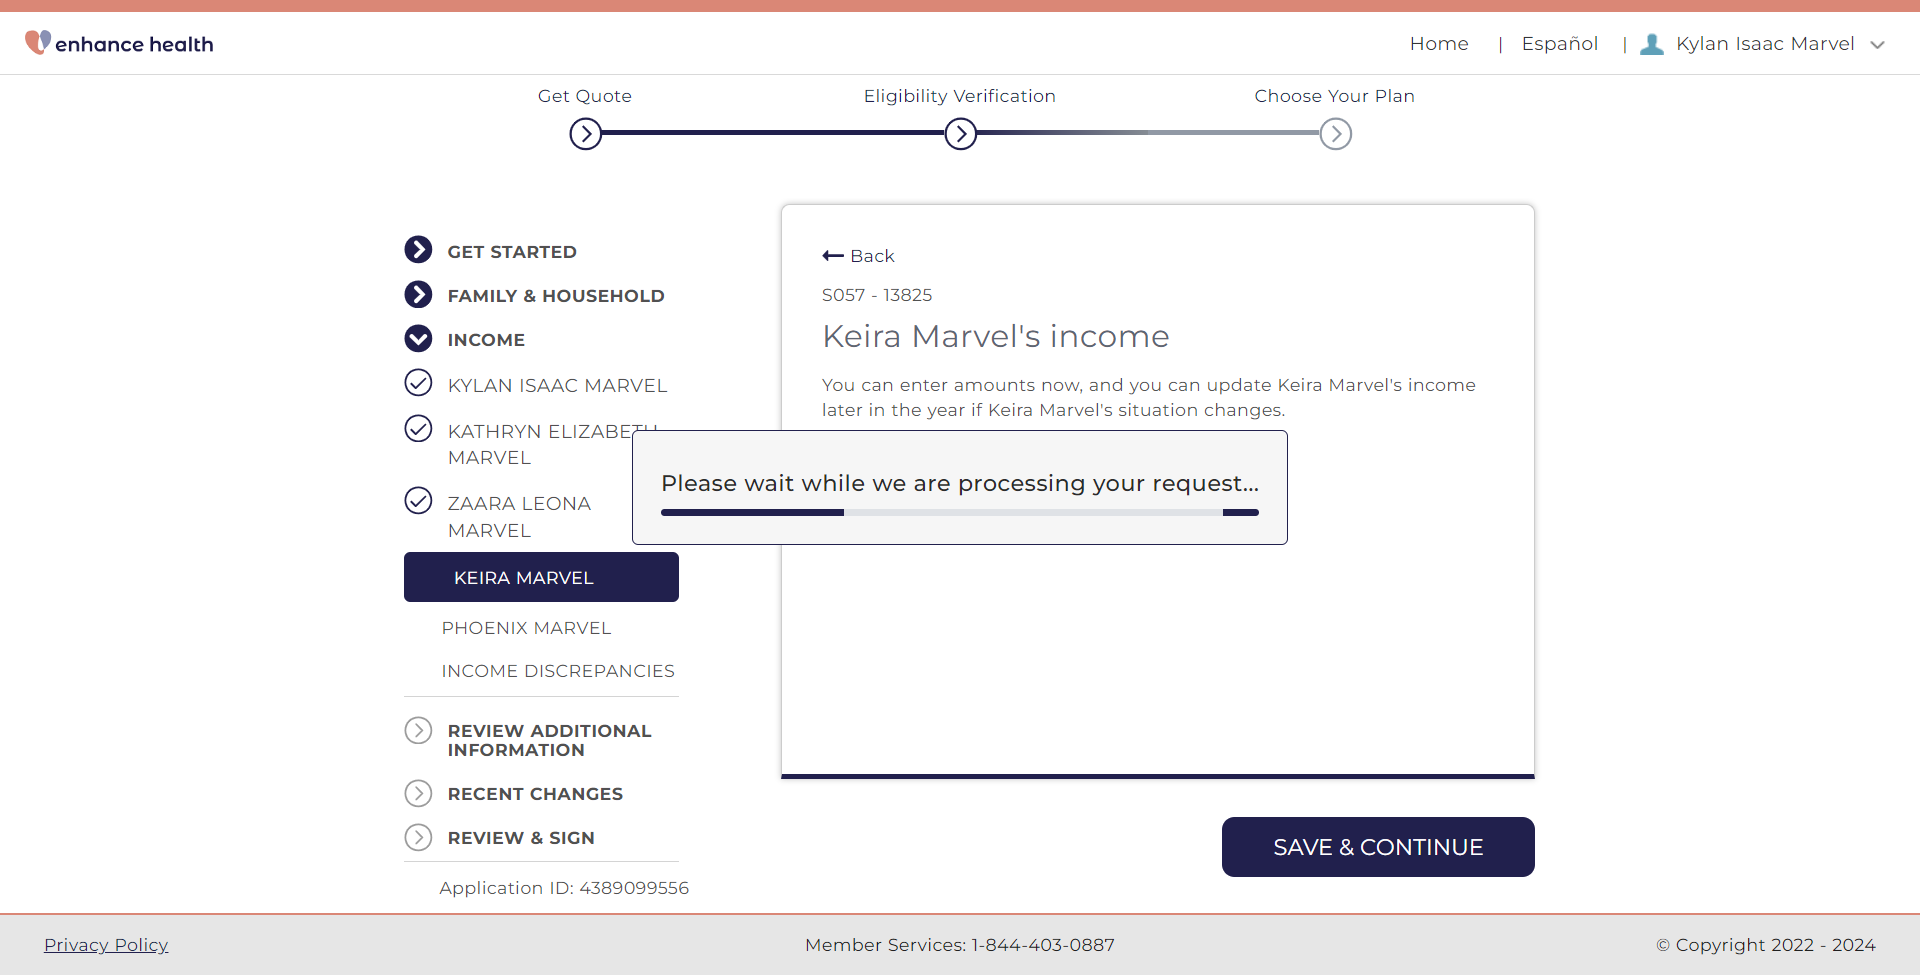 enhance health
Home | Español | Kylan Isaac Marvel
Get Quote
Eligibility Verification
Choose Your Plan
GET STARTED
FAMILY & HOUSEHOLD
INCOME
KYLAN ISAAC MARVEL
KATHRYN ELIZABETH
MARVEL
ZAARA LEONA
MARVEL
KEIRA MARVEL
PHOENIX MARVEL
INCOME DISCREPANCIES
REVIEW ADDITIONAL
INFORMATION
RECENT CHANGES
REVIEW & SIGN
Application ID: 4389099556
Back
S057 - 13825
Keira Marvel's income
You can enter amounts now, and you can update Keira Marvel's income
later in the year if Keira Marvel's situation changes.
Please wait while we are processing your request...
SAVE & CONTINUE
Privacy Policy
Member Services: 1-844-403-0887
© Copyright 2022 - 2024